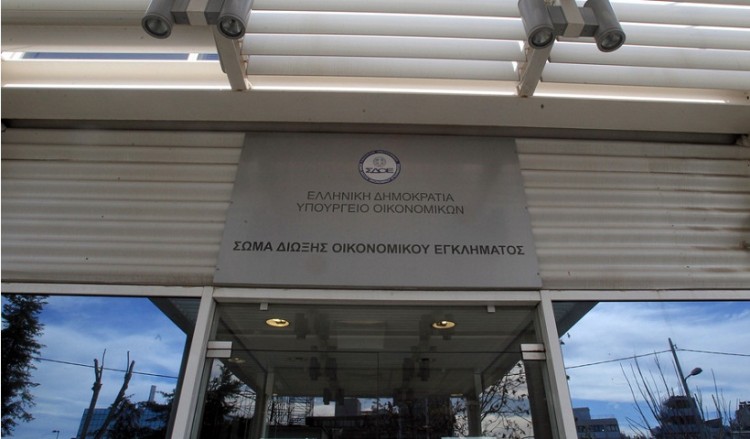 ΣΔΟΕ
ΕΛΛΗΝΙΚΗ ΔΗΜΟΚΡΑΤΙΑ
ΥΠΟΥΡΓΕΙΟ ΟΙΚΟΝΟΜΙΚΩΝ
ΣΩΜΑ ΔΙΩΞΗΣ ΟΙΚΟΝΟΜΙΚΟΥ ΕΓΚΛΗΜΑΤΟΣ